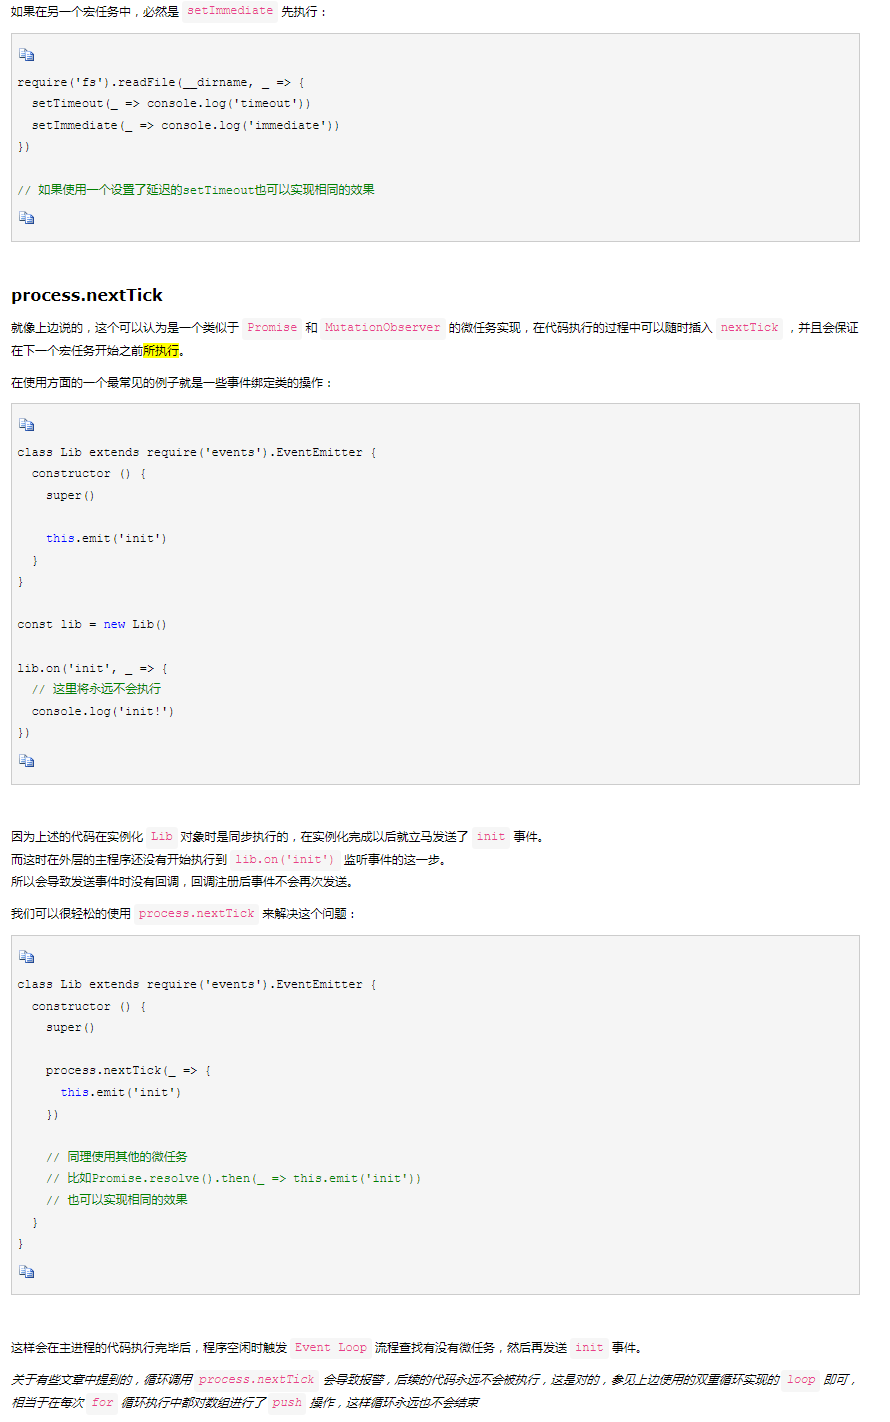 如果在另一个宏任务中，必然是 setImmediate 先执行：
require('fs').readFile(__dirname, _ => {
  setTimeout(_ => console.log('timeout'))
  setImmediate(_ => console.log('immediate'))
})
// 如果使用一个设置了延迟的setTimeout也可以实现相同的效果
process.nextTick
就像上边说的，这个可以认为是一个类似于 Promise 和 MutationObserver 的微任务实现，在代码执行的过程中可以随时插入 nextTick ，并且会保证
在下一个宏任务开始之前所执行。
在使用方面的一个最常见的例子就是一些事件绑定类的操作：
class Lib extends require('events').EventEmitter {
  constructor () {
    super()
    this.emit('init')
  }
}
const lib = new Lib()
lib.on('init', _ => {
  // 这里将永远不会执行
  console.log('init!')
})
因为上述的代码在实例化 Lib 对象时是同步执行的，在实例化完成以后就立马发送了 init 事件。
而这时在外层的主程序还没有开始执行到 lib.on('init') 监听事件的这一步。
所以会导致发送事件时没有回调，回调注册后事件不会再次发送。
我们可以很轻松的使用 process.nextTick 来解决这个问题：
class Lib extends require('events').EventEmitter {
  constructor () {
    super()
    process.nextTick(_ => {
      this.emit('init')
    })
    // 同理使用其他的微任务
    // 比如Promise.resolve().then(_ => this.emit('init'))
    // 也可以实现相同的效果
  }
}
这样会在主进程的代码执行完毕后，程序空闲时触发 Event Loop 流程查找有没有微任务，然后再发送 init 事件。
关于有些文章中提到的，循环调用 process.nextTick 会导致报警，后续的代码永远不会被执行，这是对的，参见上边使用的双重循环实现的 loop 即可，
相当于在每次 for 循环执行中都对数组进行了 push 操作，这样循环永远也不会结束